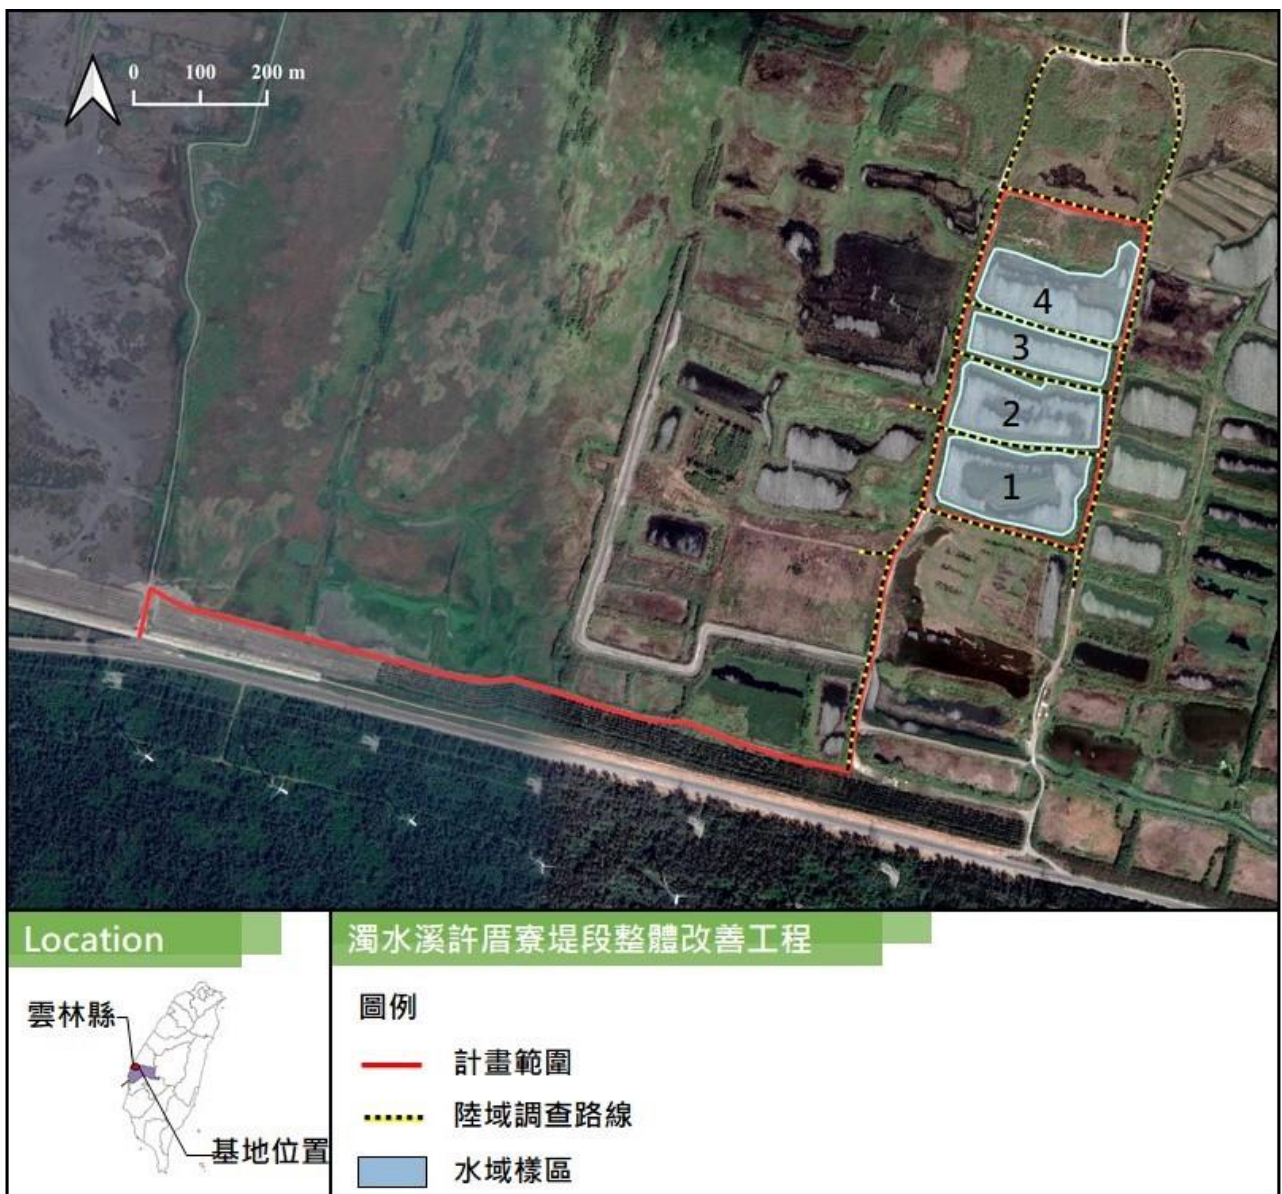 0 100 200 m
4
3
2
1
Location
雲林縣
基地位置
濁水溪許厝寮堤段整體改善工程
圖例
計畫範圍
陸域調查路線
水域樣區